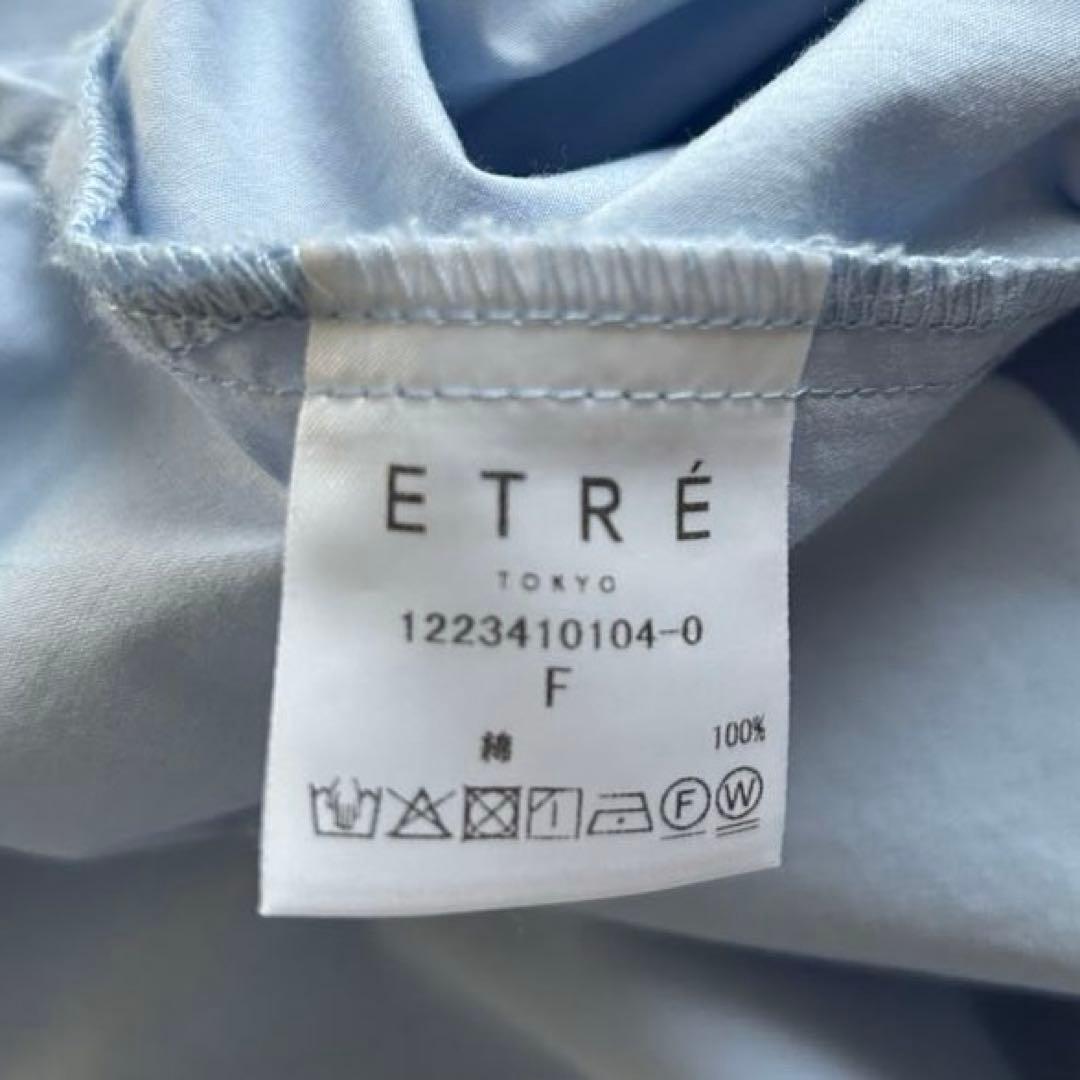 ETRÉ
TOKYO
1223410104-0
F
綿 100%
F W